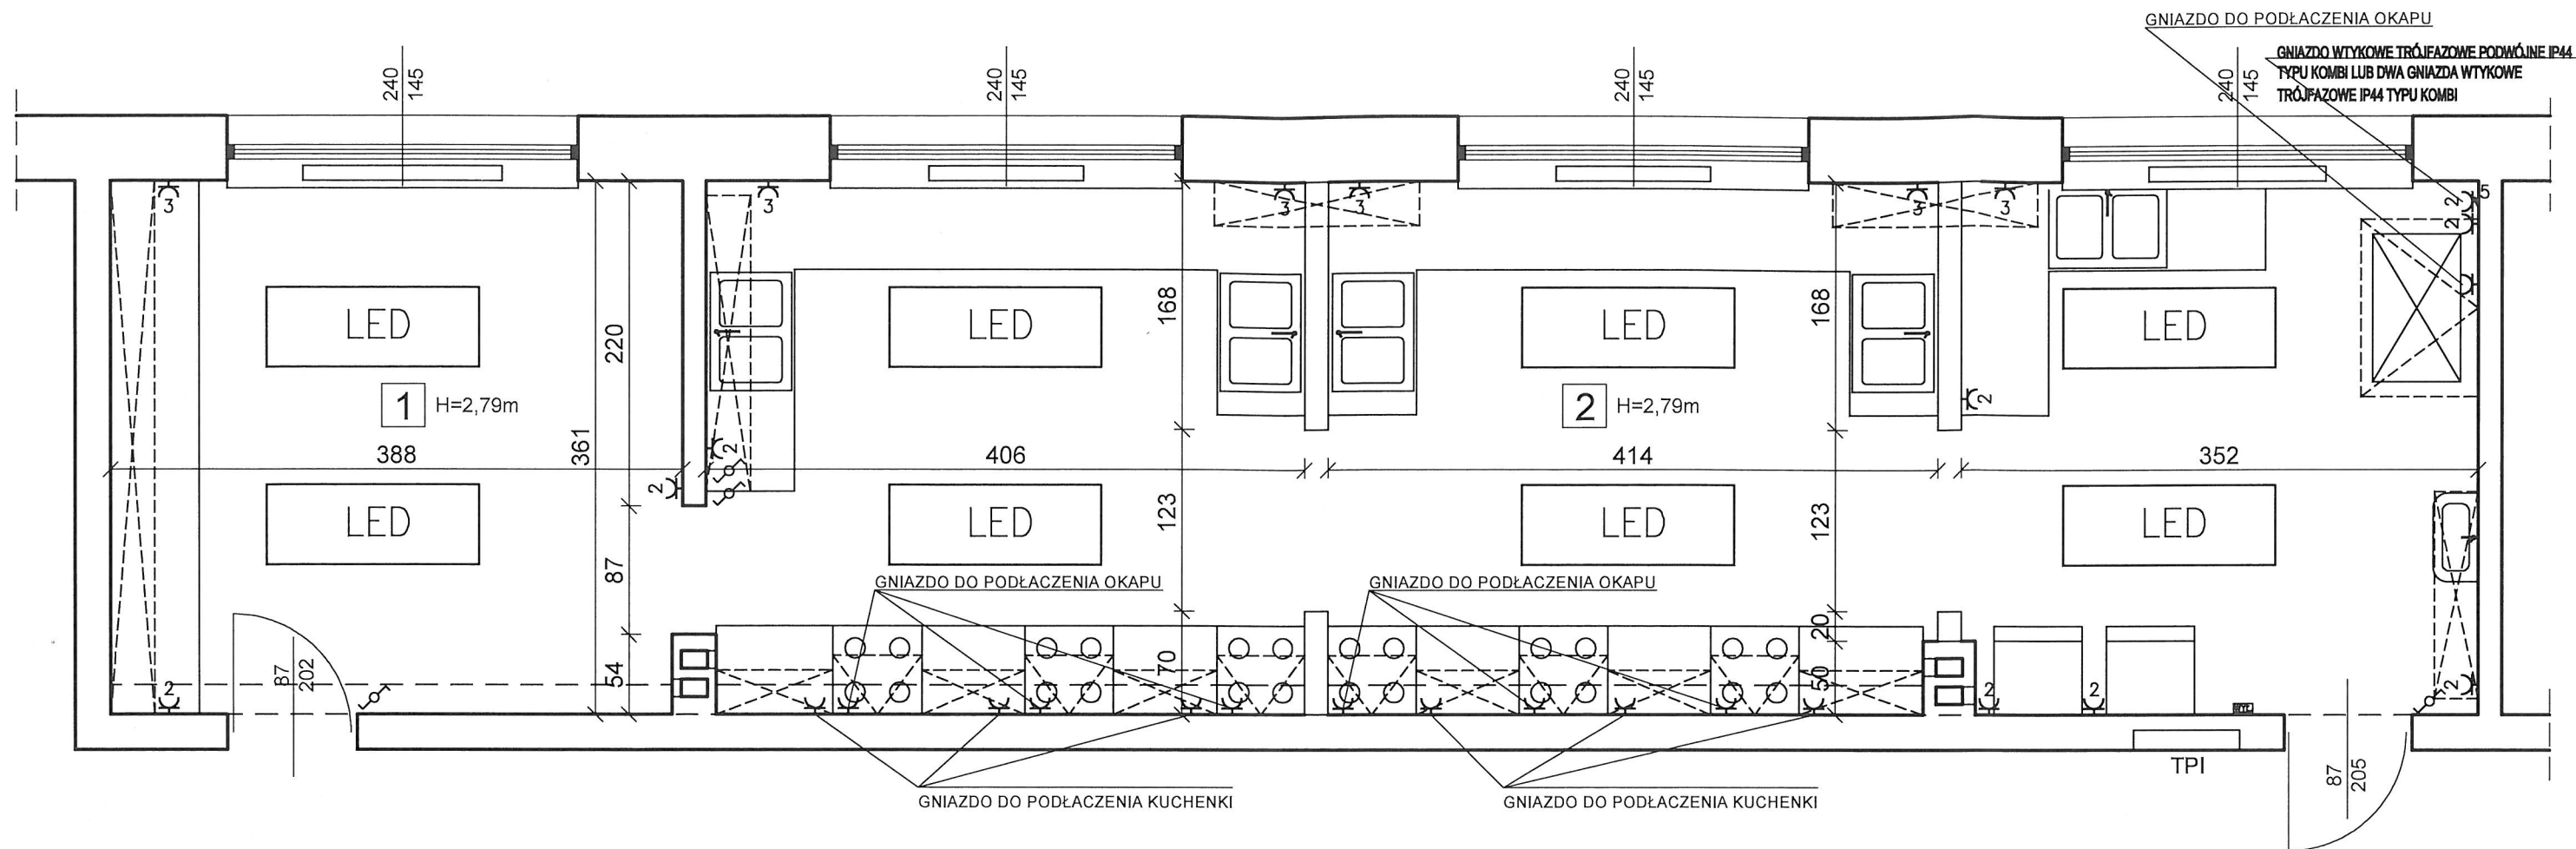 GNIAZDO DO PODŁACZENIA OKAPU
GNIAZDO WTYKOWE TRÓJFAZOWE PODWÓJNE IP44
TYPU KOMBI LUB DWA GNIAZDA WTYKOWE
TRÓJFAZOWE IP44 TYPU KOMBI
240
145
240
145
240
145
240
145
3
3
3
3
3
3
5
2
2
LED
LED
LED
LED
220
168
168
1 H=2,79m
2 H=2,79m
2
361
388
406
414
352
2
2
LED
LED
LED
LED
123
123
87
GNIAZDO DO PODŁACZENIA OKAPU
GNIAZDO DO PODŁACZENIA OKAPU
87
202
54
70
20
50
2
2
2
2
TPI
87
205
GNIAZDO DO PODŁACZENIA KUCHENKI
GNIAZDO DO PODŁACZENIA KUCHENKI